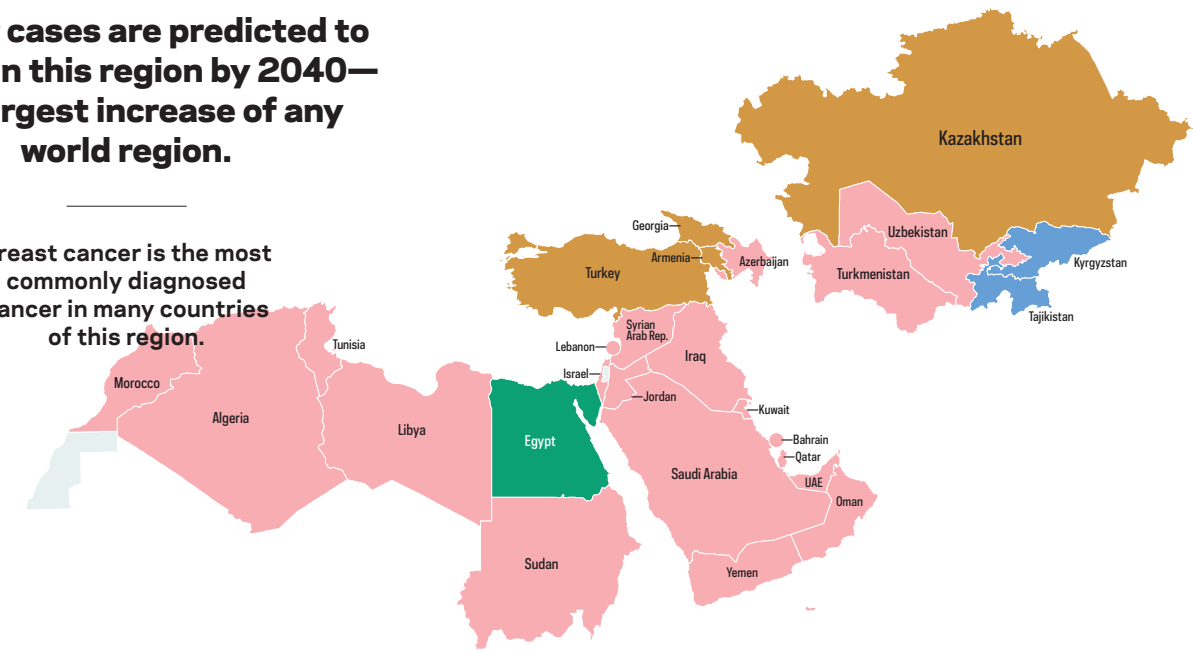 cases are predicted to
n this region by 2040—
rgest increase of any
world region.
reast cancer is the most
commonly diagnosed
ancer in many countries
of this region.
Kazakhstan
Georgia
Uzbekistan
Armenia
Azerbaijan
Turkey
Turkmenistan
Kyrgyzstan
Tajikistan
Syrian
Arab Rep.
Tunisia
Lebanon
Iraq
Israel
Morocco
Jordan
Kuwait
Algeria
Libya
Egypt
Bahrain
Qatar
Saudi Arabia
UAE
Oman
Sudan
Yemen